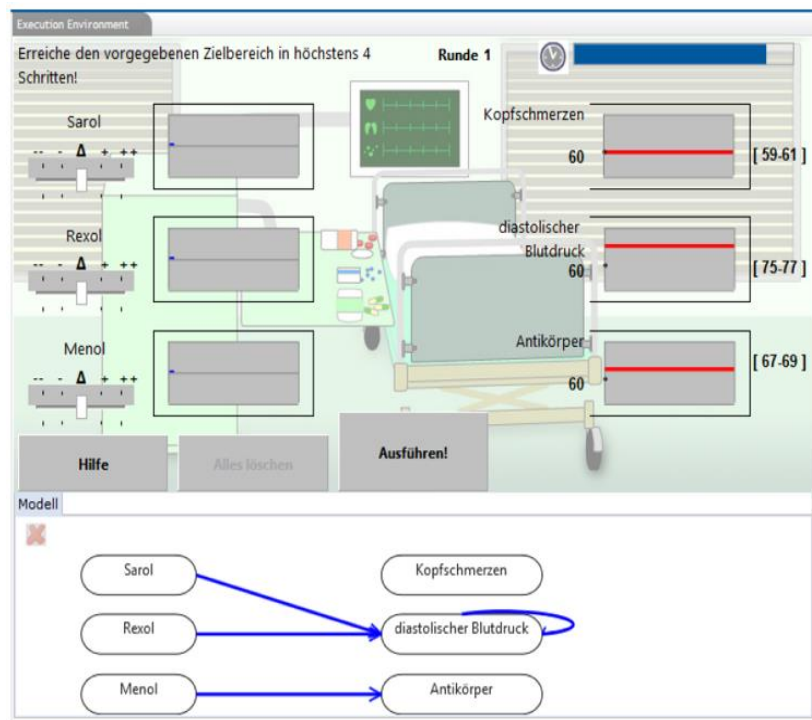 Execution Environment
Erreiche den vorgegebenen Zielbereich in höchstens 4
Schritten!
Runde 1
Sarol
-- - Δ + ++
Rexol
-- - Δ + ++
Menol
-- - Δ + ++
Kopfschmerzen
60
[ 59-61 ]
diastolischer
Blutdruck
60
[ 75-77 ]
Antikörper
60
[ 67-69 ]
Hilfe
Alles löschen
Ausführen!
Modell
Sarol
Kopfschmerzen
Rexol
diastolischer Blutdruck
Menol
Antikörper